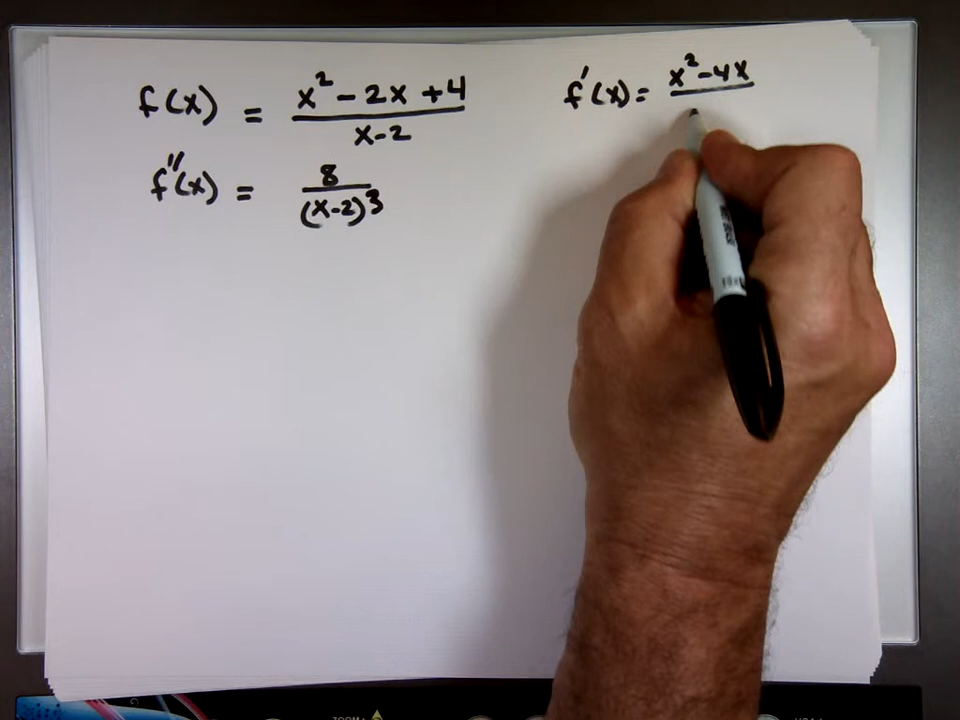 f(x) = x² - 2x + 4 / x - 2
f''(x) = 8 / (x - 2)³
f'(x) = x² - 4x /